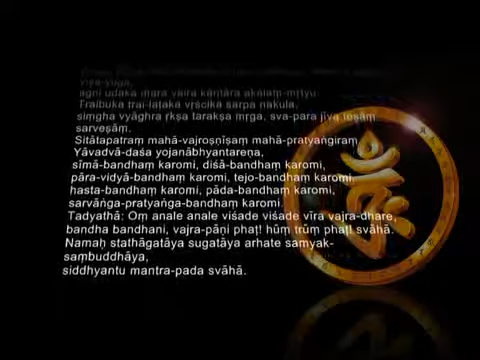 viṣa-yoga,
agni udaka mara vaira kāntāra akālaṃ-mṛtyu.
Traibuka trai-laṭaka vṛścika sarpa nakula,
siṃgha vyāghra ṛkṣa tarakṣa mṛga, sva-para jīva teṣāṃ
sarveṣāṃ.
Sitātapatraṃ mahā-vajroṣṇīṣaṃ mahā-pratyaṅgiraṃ
Yāvadvā-daśa yojanābhyantareṇa,
sīmā-bandhaṃ karomi, diśā-bandhaṃ karomi,
pāra-vidyā-bandhaṃ karomi, tejo-bandhaṃ karomi,
hasta-bandhaṃ karomi, pāda-bandhaṃ karomi,
sarvāṅga-pratyaṅga-bandhaṃ karomi.
Tadyathā: Oṃ anale anale viśade viśade vīra vajra-dhare,
bandha bandhani, vajra-pāṇi phaṭ! hūṃ trūṃ phaṭ! svāhā.
Namaḥ stathāgatāya sugatāya arhate samyak-
saṃbuddhāya,
siddhyantu mantra-pada svāhā.